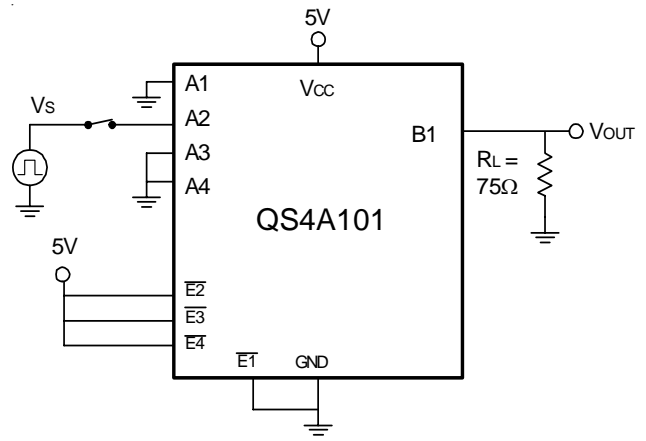 5V
VCC
A1
VS
A2
A3
A4
B1
VOUT
RL =
75Ω
QS4A101
5V
E2
E3
E4
E1
GND